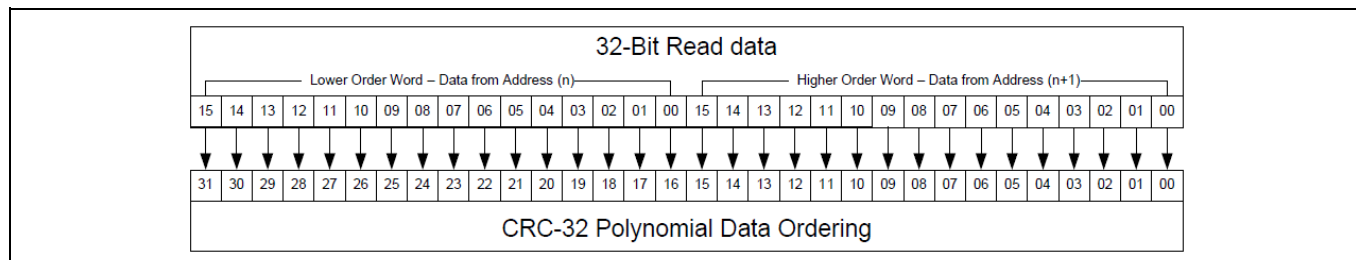 32-Bit Read data
Lower Order Word – Data from Address (n) Higher Order Word – Data from Address (n+1)
15 14 13 12 11 10 09 08 07 06 05 04 03 02 01 00 15 14 13 12 11 10 09 08 07 06 05 04 03 02 01 00
31 30 29 28 27 26 25 24 23 22 21 20 19 18 17 16 15 14 13 12 11 10 09 08 07 06 05 04 03 02 01 00
CRC-32 Polynomial Data Ordering